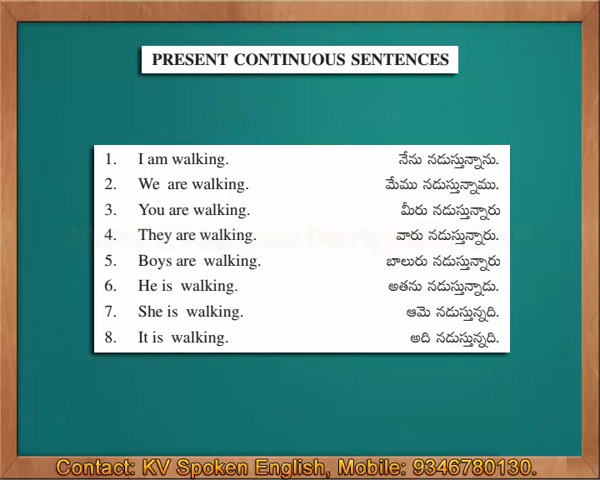 PRESENT CONTINUOUS SENTENCES
1. I am walking. నేను నడుస్తున్నాను.
2. We are walking. మేము నడుస్తున్నాము.
3. You are walking. మీరు నడుస్తున్నారు
4. They are walking. వారు నడుస్తున్నారు.
5. Boys are walking. బాలురు నడుస్తున్నారు
6. He is walking. అతను నడుస్తున్నాడు.
7. She is walking. ఆమె నడుస్తున్నది.
8. It is walking. అది నడుస్తున్నది.
Contact: KV Spoken English, Mobile: 9346780130.